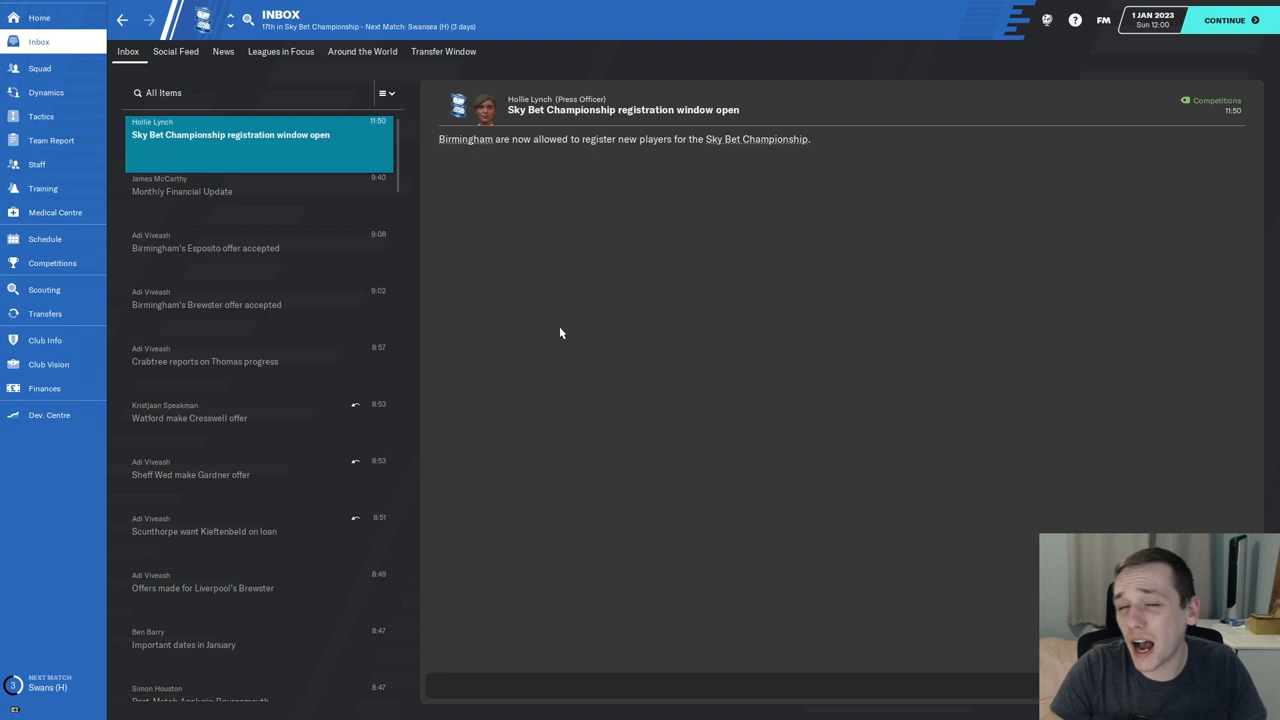 Home
Inbox
Squad
Dynamics
Tactics
Team Report
Staff
Training
Medical Centre
Schedule
Competitions
Scouting
Transfers
Club Info
Club Vision
Finances
Dev. Centre
3
NEXT MATCH
Swans (H)
INBOX
17th in Sky Bet Championship - Next Match: Swansea (H) (3 days)
FM
1 JAN 2023
Sun 12:00
CONTINUE
Inbox
Social Feed
News
Leagues in Focus
Around the World
Transfer Window
All Items
Hollie Lynch 11:50
Sky Bet Championship registration window open
James McCarthy 9:40
Monthly Financial Update
Adi Viveash 9:08
Birmingham's Esposito offer accepted
Adi Viveash 9:02
Birmingham's Brewster offer accepted
Adi Viveash 8:57
Crabtree reports on Thomas progress
Kristjaan Speakman 8:53
Watford make Cresswell offer
Adi Viveash 8:53
Sheff Wed make Gardner offer
Adi Viveash 8:51
Scunthorpe want Kieftenbeld on loan
Adi Viveash 8:49
Offers made for Liverpool's Brewster
Ben Barry 8:47
Important dates in January
Simon Houston 8:47
Post-Match Analysis: Bournemouth
Hollie Lynch (Press Officer)
Sky Bet Championship registration window open
Competitions
11:50
Birmingham are now allowed to register new players for the Sky Bet Championship.